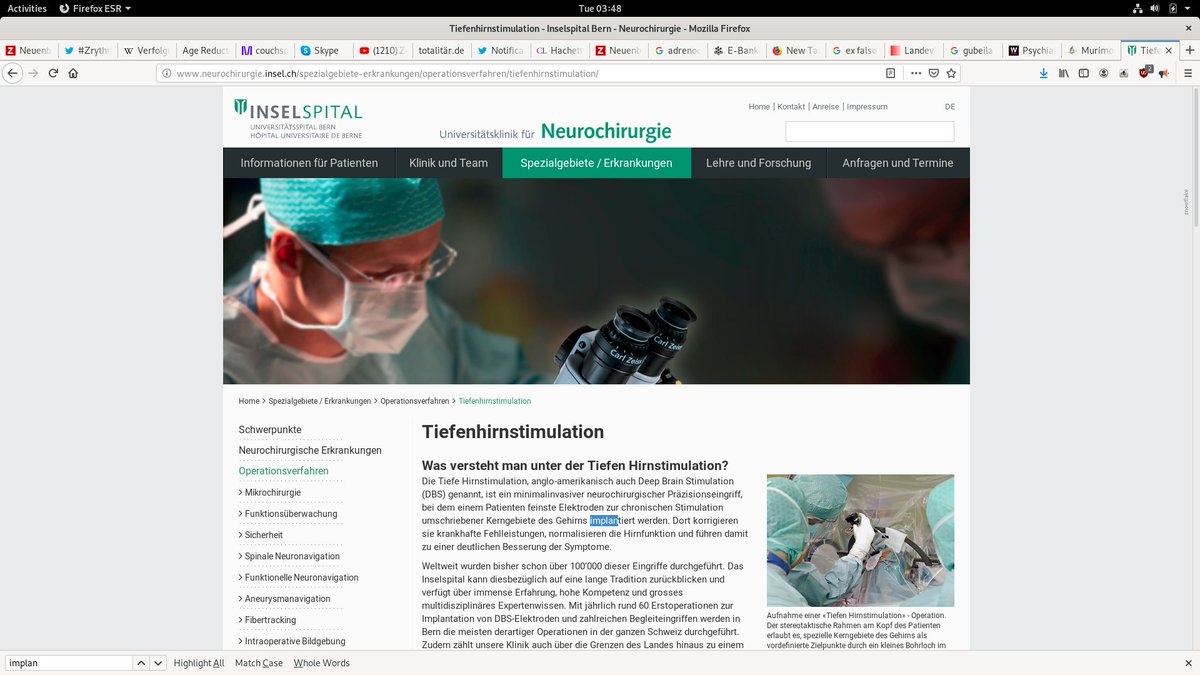 Activities Firefox ESR Tue 03:48
Tiefenhirnstimulation - Inselspital Bern - Neurochirurgie - Mozilla Firefox
Neuenb #Zryth Verfolg Age Reduct couchs Skype (1210) Z totalitär.de Notifica CL Hachet Neuenb adrenoc E-Bank New Ta ex falso Landev gubeila Psychia Murimo Tiefe
www.neurochirurgie.insel.ch/spezialgebiete-erkrankungen/operationsverfahren/tiefenhirnstimulation/
INSELSPITAL
UNIVERSITÄTSSPITAL BERN
HÔPITAL UNIVERSITAIRE DE BERNE
Home | Kontakt | Anreise | Impressum DE
Universitätsklinik für Neurochirurgie
Informationen für Patienten Klinik und Team Spezialgebiete / Erkrankungen Lehre und Forschung Anfragen und Termine
snowflake
Carl Zeiss
Carl Zeiss
Home > Spezialgebiete / Erkrankungen > Operationsverfahren > Tiefenhirnstimulation
Schwerpunkte
Neurochirurgische Erkrankungen
Operationsverfahren
> Mikrochirurgie
> Funktionsüberwachung
> Sicherheit
> Spinale Neuronavigation
> Funktionelle Neuronavigation
> Aneurysmanavigation
> Fibertracking
> Intraoperative Bildgebung
Tiefenhirnstimulation
Was versteht man unter der Tiefen Hirnstimulation?
Die Tiefe Hirnstimulation, anglo-amerikanisch auch Deep Brain Stimulation
(DBS) genannt, ist ein minimalinvasiver neurochirurgischer Präzisionseingriff,
bei dem einem Patienten feinste Elektroden zur chronischen Stimulation
umschriebener Kerngebiete des Gehirns implantiert werden. Dort korrigieren
sie krankhafte Fehlleistungen, normalisieren die Hirnfunktion und führen damit
zu einer deutlichen Besserung der Symptome.
Weltweit wurden bisher schon über 100'000 dieser Eingriffe durchgeführt. Das
Inselspital kann diesbezüglich auf eine lange Tradition zurückblicken und
verfügt über immense Erfahrung, hohe Kompetenz und grosses
multidisziplinäres Expertenwissen. Mit jährlich rund 60 Erstoperationen zur
Implantation von DBS-Elektroden und zahlreichen Begleiteingriffen werden in
Bern die meisten derartiger Operationen in der ganzen Schweiz durchgeführt.
Zudem zählt unsere Klinik auch über die Grenzen des Landes hinaus zu einem
Aufnahme einer «Tiefen Hirnstimulation» - Operation.
Der stereotaktische Rahmen am Kopf des Patienten
erlaubt es, spezielle Kerngebiete des Gehirns als
vordefinierte Zielpunkte durch ein kleines Bohrloch im
implan Highlight All Match Case Whole Words